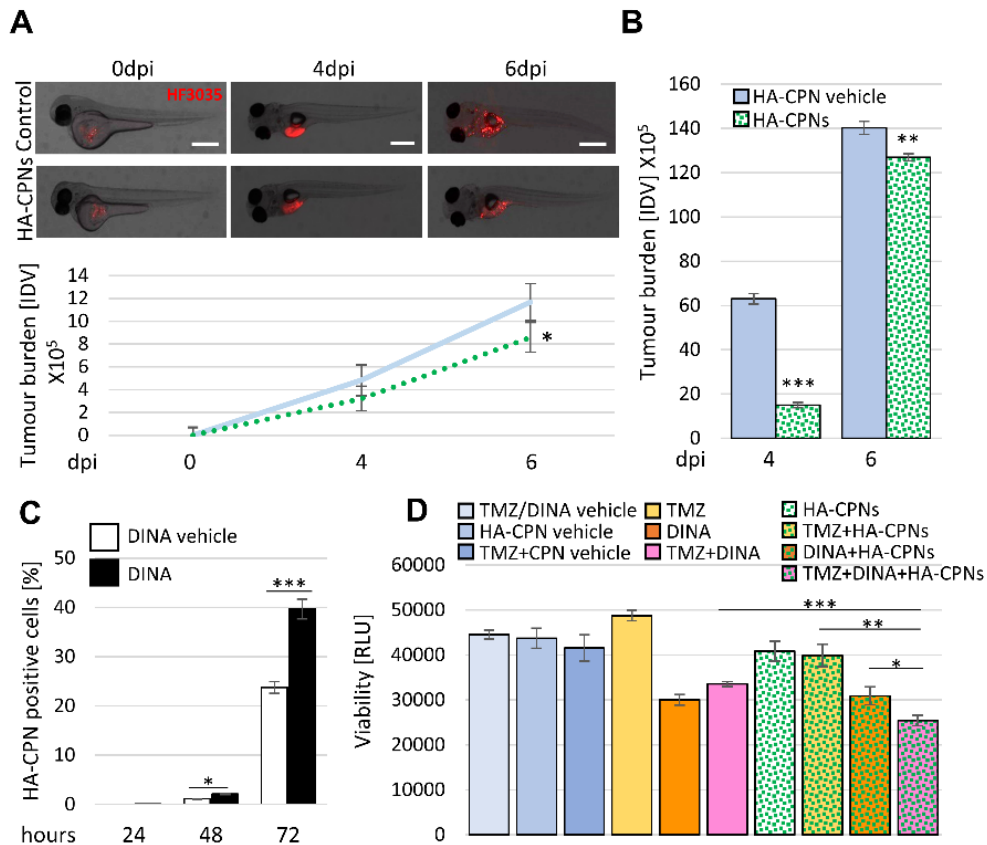 A
0dpi 4dpi 6dpi
Control
HF3035
HA-CPNs
Tumour burden [IDV]
X10⁵
14
12
10
8
6
4
2
0
*
dpi 0 4 6
B
Tumour burden [IDV] X10⁵
160
140
120
100
80
60
40
20
0
HA-CPN vehicle
HA-CPNs
***
**
dpi 4 6
C
DINA vehicle
DINA
HA-CPN positive cells [%]
50
40
30
20
10
0
*
***
hours 24 48 72
D
TMZ/DINA vehicle
HA-CPN vehicle
TMZ+CPN vehicle
TMZ
DINA
TMZ+DINA
HA-CPNs
TMZ+HA-CPNs
DINA+HA-CPNs
TMZ+DINA+HA-CPNs
Viability [RLU]
60000
50000
40000
30000
20000
10000
0
***
**
*